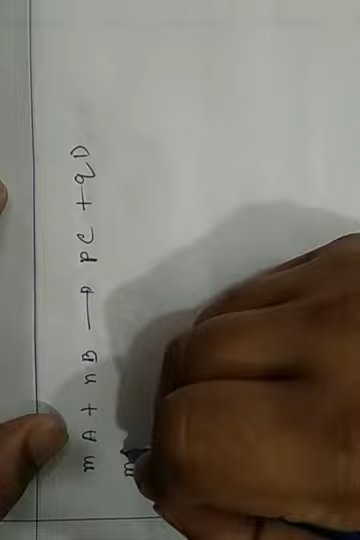 mA + nB → pC + qD
m